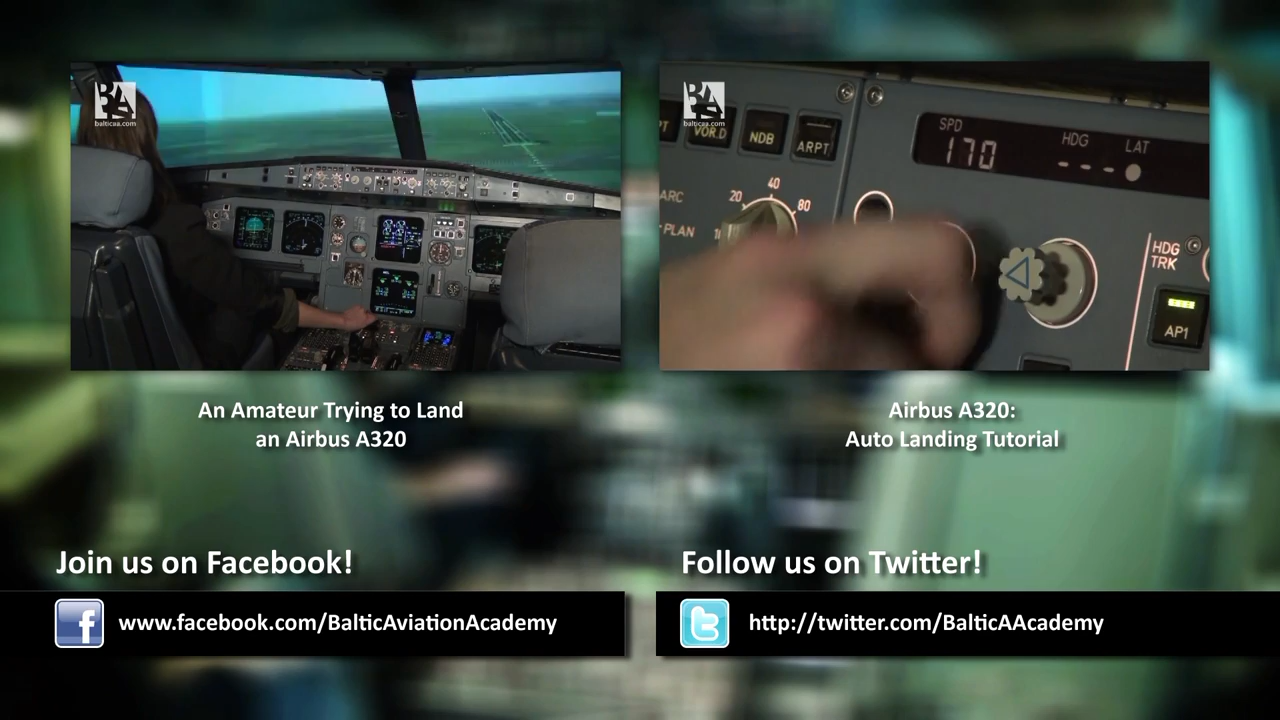 BA
balticaa.com
BA
balticaa.com
VOR.D
NDB
ARPT
ARC
PLAN
20
40
80
SPD
170
HDG
LAT
---
HDG
TRK
AP1
An Amateur Trying to Land
an Airbus A320
Airbus A320:
Auto Landing Tutorial
Join us on Facebook!
Follow us on Twitter!
f
www.facebook.com/BalticAviationAcademy
t
http://twitter.com/BalticAAcademy